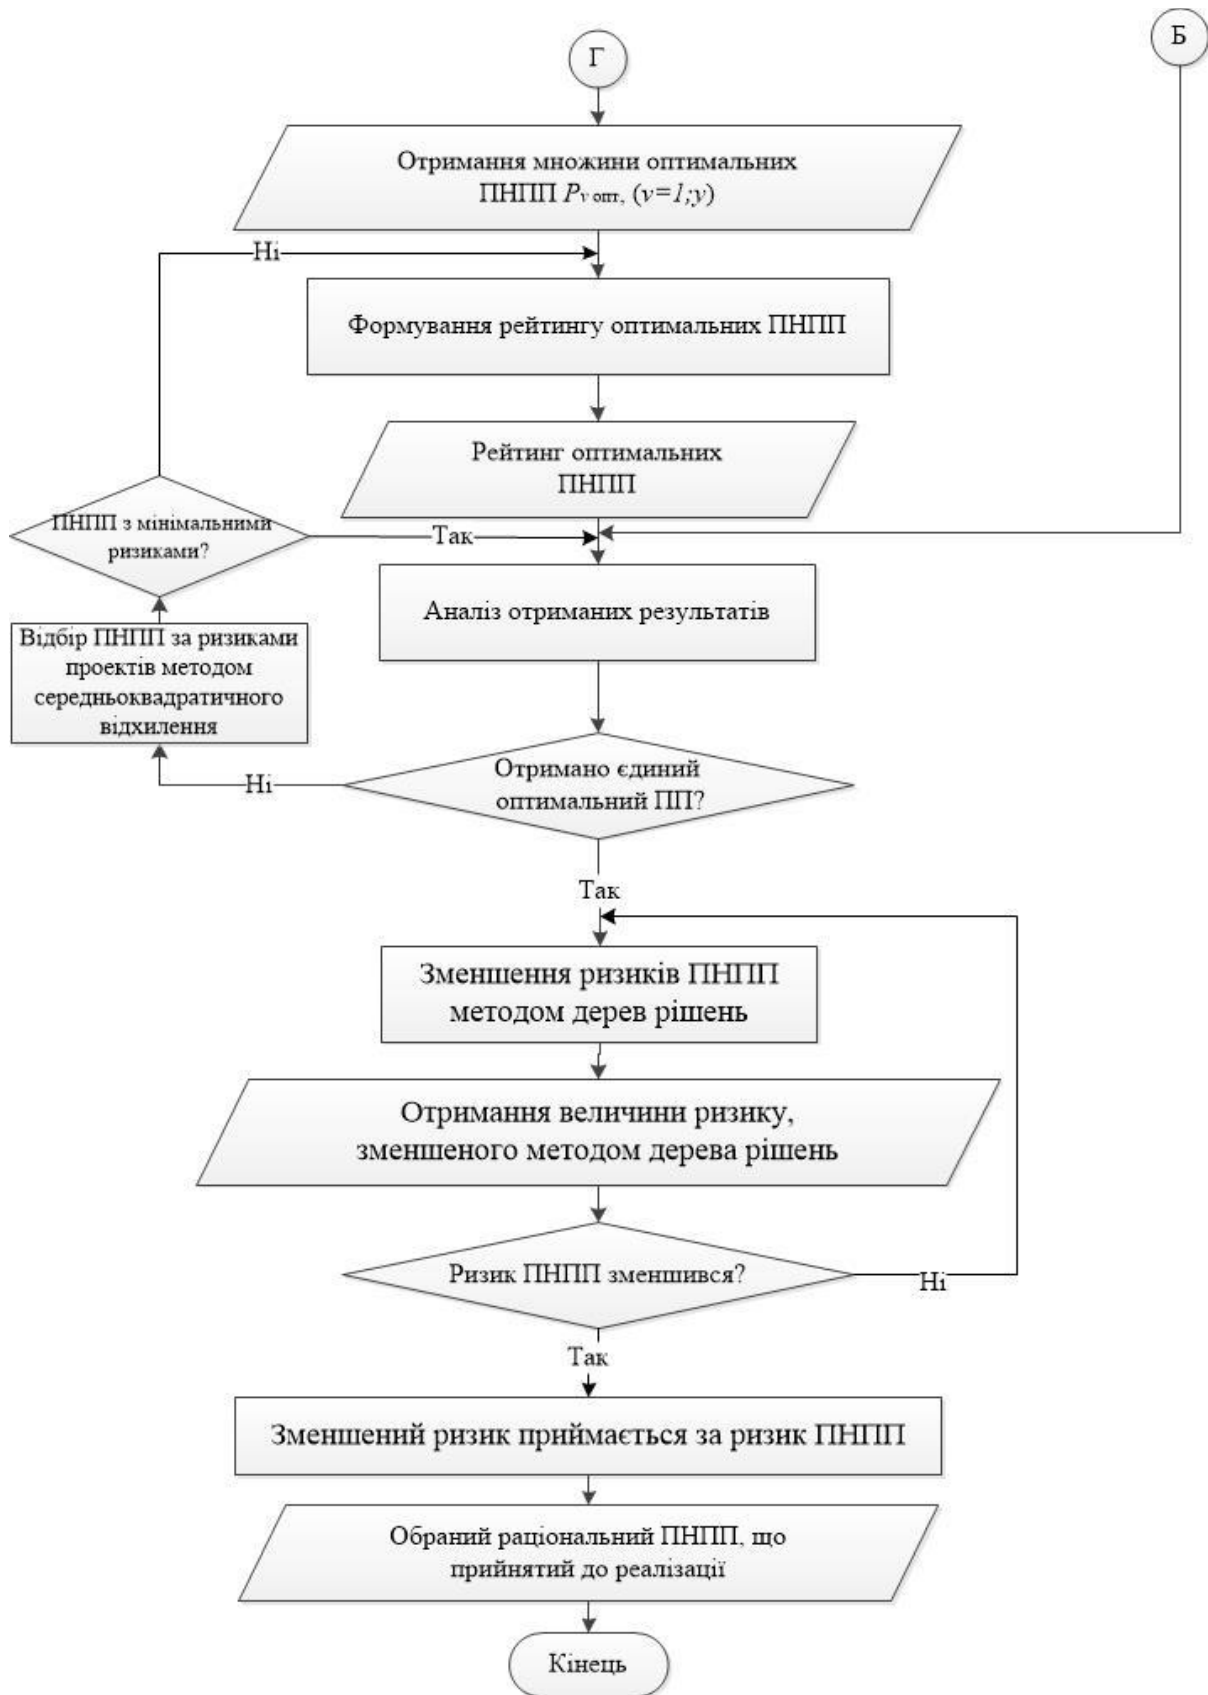 Г
Б
Отримання множини оптимальних
ПНПП Pv опт, (v=1;y)
Ні
Формування рейтингу оптимальних ПНПП
Рейтинг оптимальних
ПНПП
ПНПП з мінімальними
ризиками?
Так
Аналіз отриманих результатів
Відбір ПНПП за ризиками
проектів методом
середньоквадратичного
відхилення
Отримано єдиний
оптимальний ПП?
Ні
Так
Зменшення ризиків ПНПП
методом дерев рішень
Отримання величини ризику,
зменшеного методом дерева рішень
Ризик ПНПП зменшився?
Ні
Так
Зменшений ризик приймається за ризик ПНПП
Обраний раціональний ПНПП, що
прийнятий до реалізації
Кінець